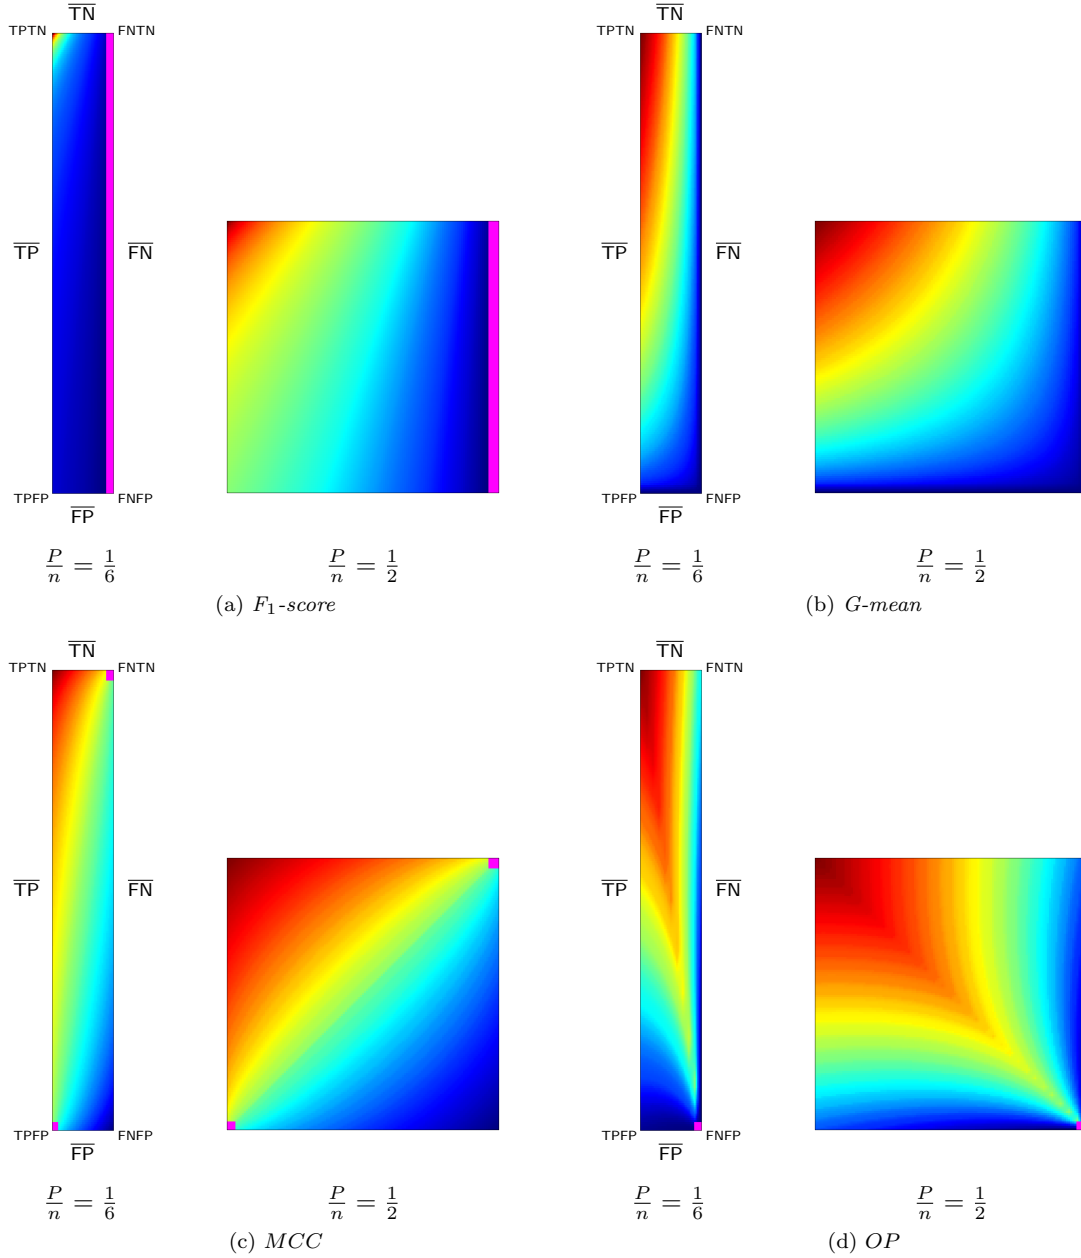 TN
TPTN FNTN
TP FN
TPFP FNFP
FP
P/n = 1/6 P/n = 1/2
(a) F₁-score
TN
TPTN FNTN
TP FN
TPFP FNFP
FP
P/n = 1/6 P/n = 1/2
(b) G-mean
TN
TPTN FNTN
TP FN
TPFP FNFP
FP
P/n = 1/6 P/n = 1/2
(c) MCC
TN
TPTN FNTN
TP FN
TPFP FNFP
FP
P/n = 1/6 P/n = 1/2
(d) OP